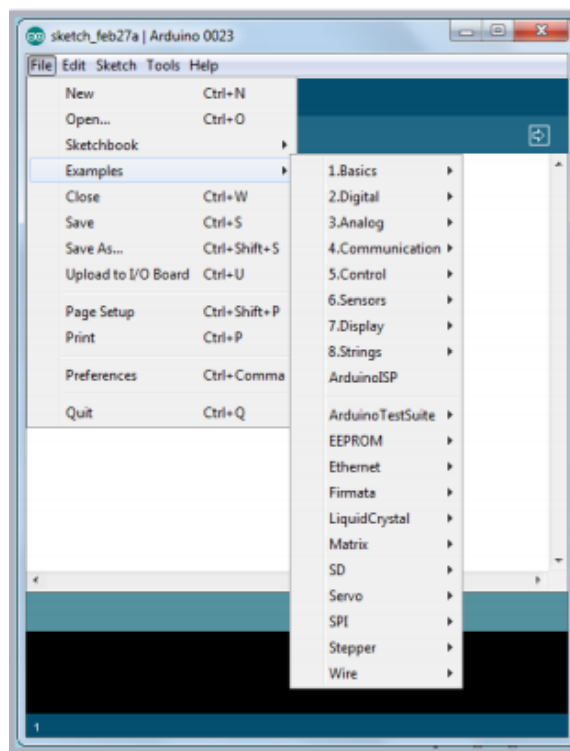 sketch_feb27a | Arduino 0023
File Edit Sketch Tools Help
New Ctrl+N
Open... Ctrl+O
Sketchbook
Examples
Close Ctrl+W
Save Ctrl+S
Save As... Ctrl+Shift+S
Upload to I/O Board Ctrl+U
Page Setup Ctrl+Shift+P
Print Ctrl+P
Preferences Ctrl+Comma
Quit Ctrl+Q
1.Basics
2.Digital
3.Analog
4.Communication
5.Control
6.Sensors
7.Display
8.Strings
ArduinoISP
ArduinoTestSuite
EEPROM
Ethernet
Firmata
LiquidCrystal
Matrix
SD
Servo
SPI
Stepper
Wire
1